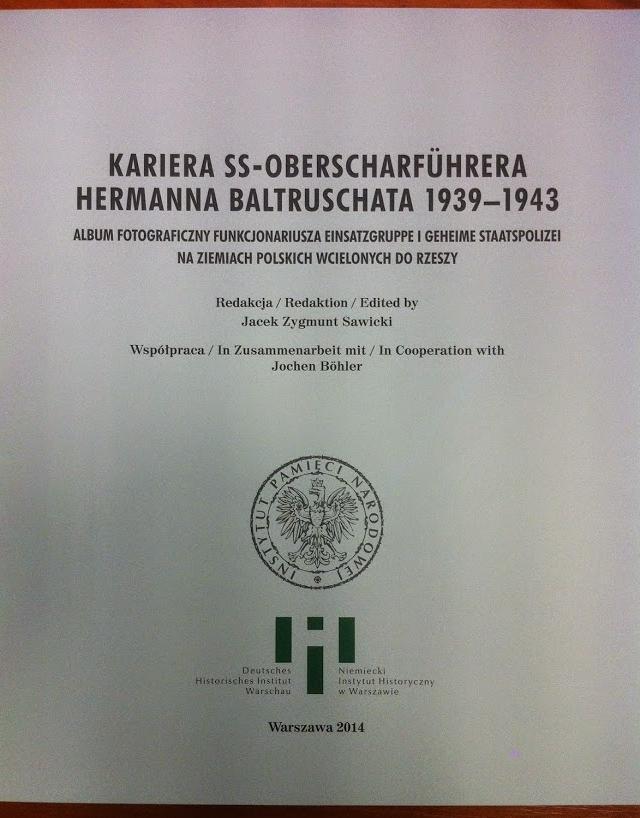 KARIERA SS-OBERSCHARFÜHRERA
HERMANNA BALTRUSCHATA 1939–1943
ALBUM FOTOGRAFICZNY FUNKCJONARIUSZA EINSATZGRUPPE I GEHEIME STAATSPOLIZEI
NA ZIEMIACH POLSKICH WCIELONYCH DO RZESZY
Redakcja / Redaktion / Edited by
Jacek Zygmunt Sawicki
Współpraca / In Zusammenarbeit mit / In Cooperation with
Jochen Böhler
INSTYTUT PAMIĘCI NARODOWEJ
Deutsches
Historisches Institut
Warschau
Niemiecki
Instytut Historyczny
w Warszawie
Warszawa 2014